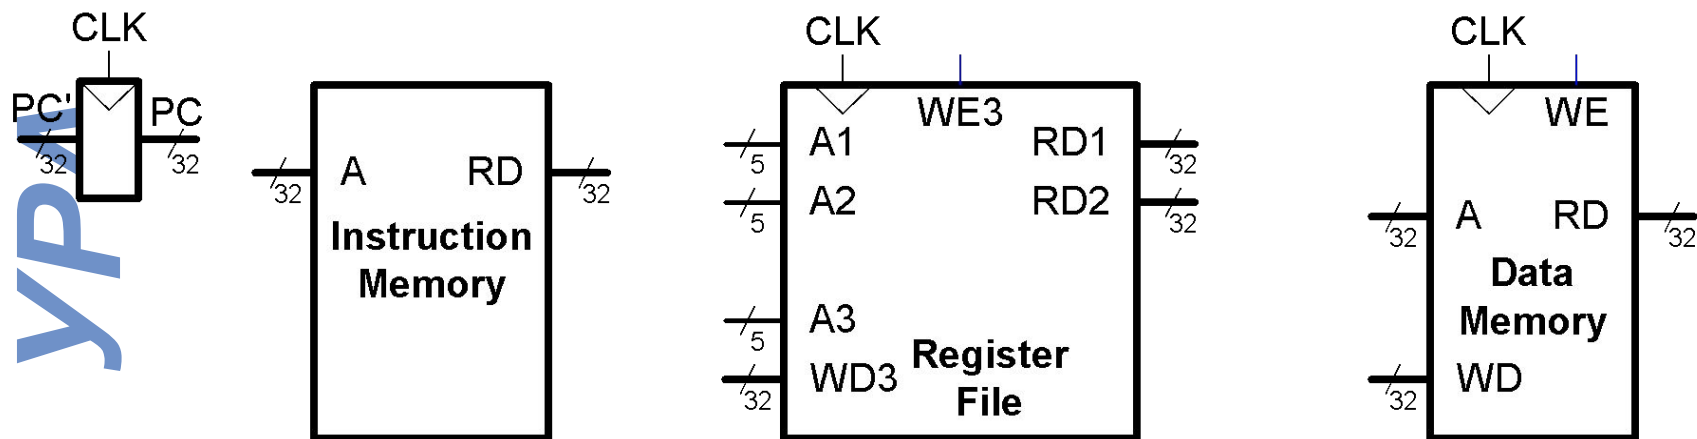 CLK
PC'
PC
32
32
A
RD
32
32
Instruction
Memory
CLK
WE3
A1
RD1
5
32
A2
RD2
5
32
A3
5
WD3
32
Register
File
CLK
WE
A
RD
32
32
Data
Memory
WD
32